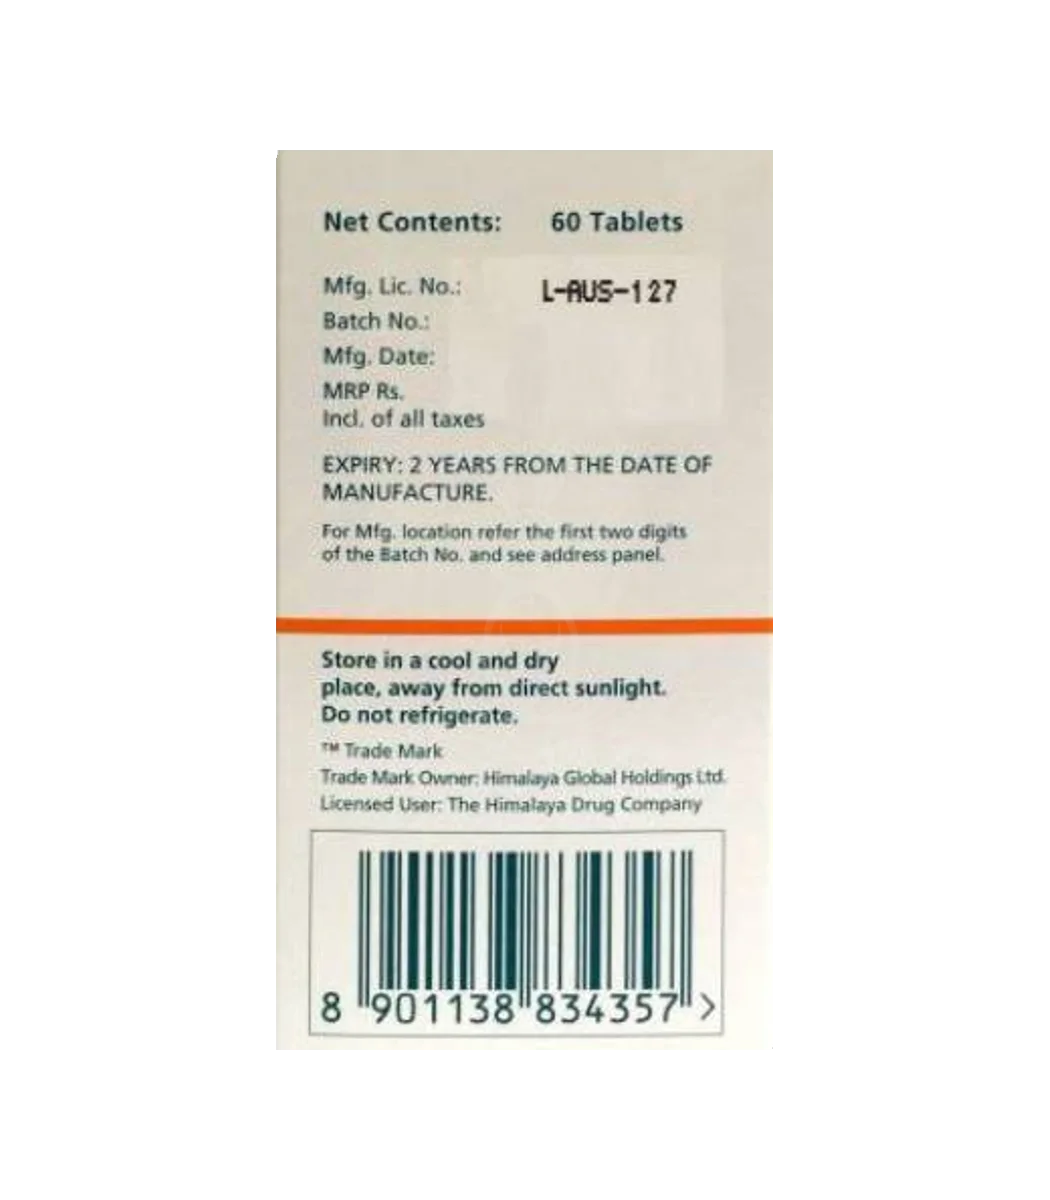 Net Contents: 60 Tablets
Mfg. Lic. No.: L-AUS-127
Batch No.:
Mfg. Date:
MRP Rs.
Incl. of all taxes
EXPIRY: 2 YEARS FROM THE DATE OF
MANUFACTURE.
For Mfg. location refer the first two digits
of the Batch No. and see address panel.
Store in a cool and dry
place, away from direct sunlight.
Do not refrigerate.
™ Trade Mark
Trade Mark Owner: Himalaya Global Holdings Ltd.
Licensed User: The Himalaya Drug Company
8 901138 834357 >